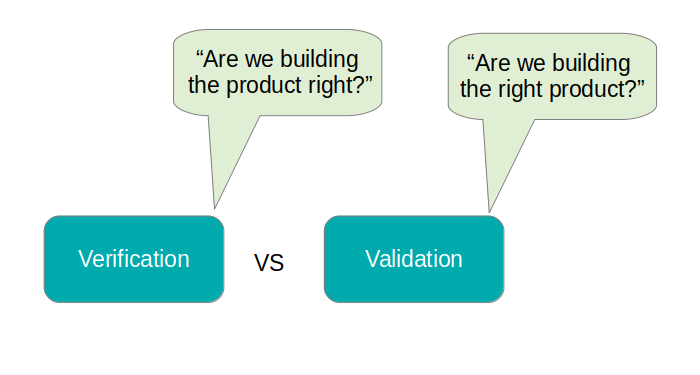 “Are we building
the product right?”
“Are we building
the right product?”
Verification
VS
Validation